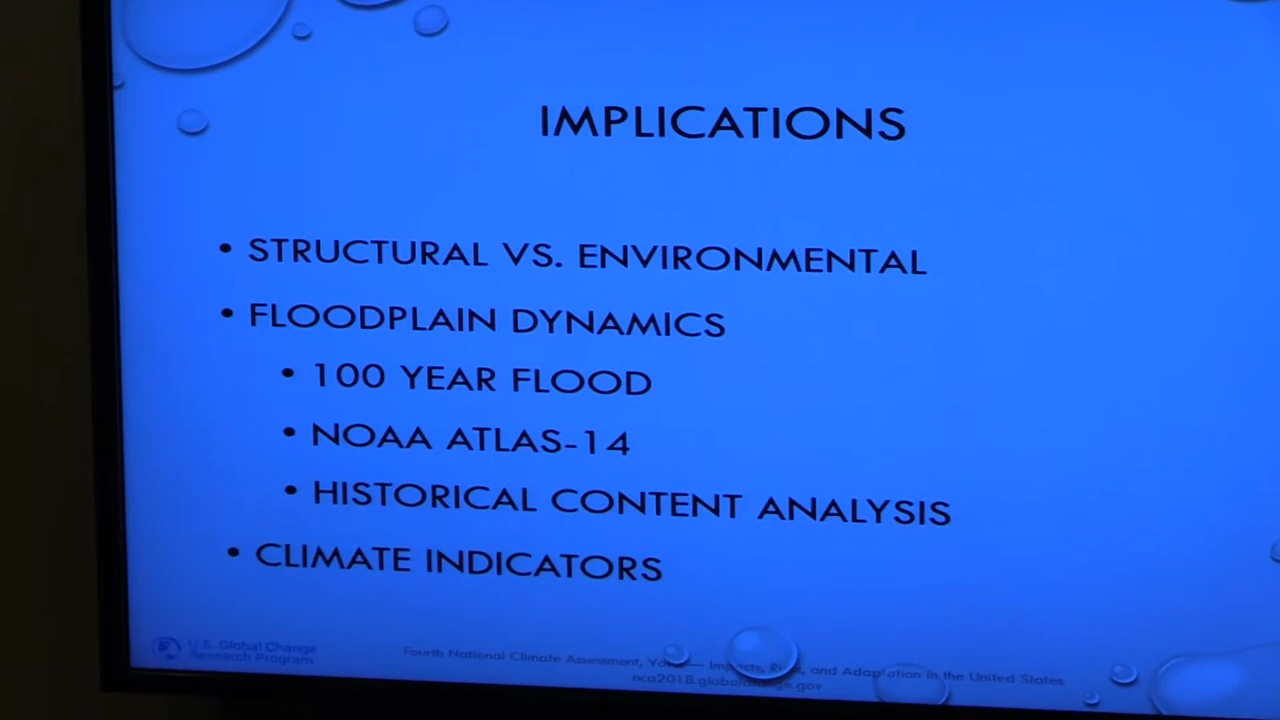 IMPLICATIONS
• STRUCTURAL VS. ENVIRONMENTAL
• FLOODPLAIN DYNAMICS
• 100 YEAR FLOOD
• NOAA ATLAS-14
• HISTORICAL CONTENT ANALYSIS
• CLIMATE INDICATORS
U.S. Global Change
Research Program
Fourth National Climate Assessment, — Impacts, and Adaptation in the United States